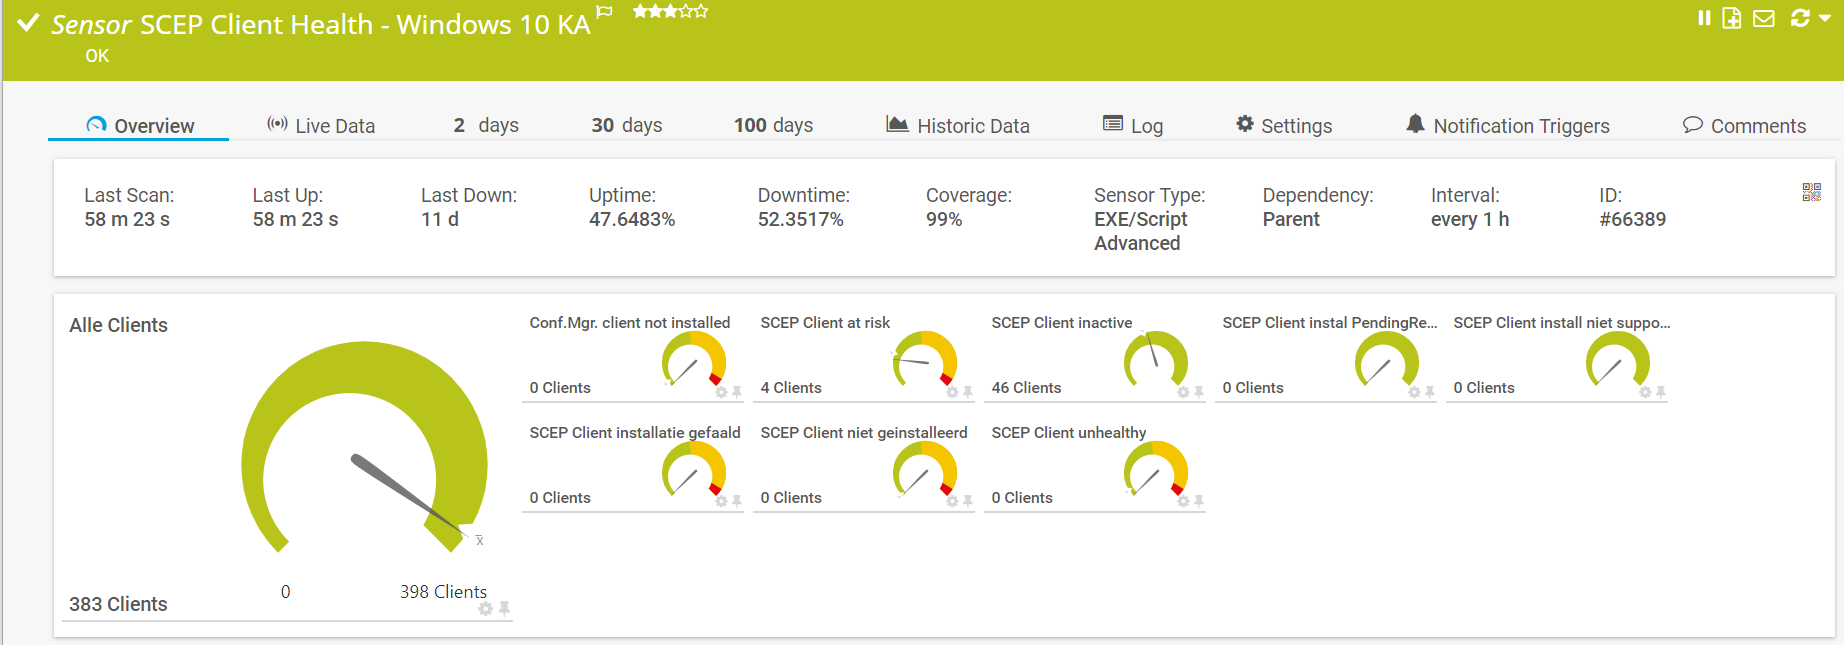 Sensor SCEP Client Health - Windows 10 KA
OK
Overview
Live Data
2 days
30 days
100 days
Historic Data
Log
Settings
Notification Triggers
Comments
Last Scan:
58 m 23 s
Last Up:
58 m 23 s
Last Down:
11 d
Uptime:
47.6483%
Downtime:
52.3517%
Coverage:
99%
Sensor Type:
EXE/Script
Advanced
Dependency:
Parent
Interval:
every 1 h
ID:
#66389
Alle Clients
x̄
0
398 Clients
383 Clients
Conf.Mgr. client not installed
0 Clients
SCEP Client at risk
4 Clients
SCEP Client inactive
46 Clients
SCEP Client instal PendingRe...
0 Clients
SCEP Client install niet suppo...
0 Clients
SCEP Client installatie gefaald
0 Clients
SCEP Client niet geinstalleerd
0 Clients
SCEP Client unhealthy
0 Clients